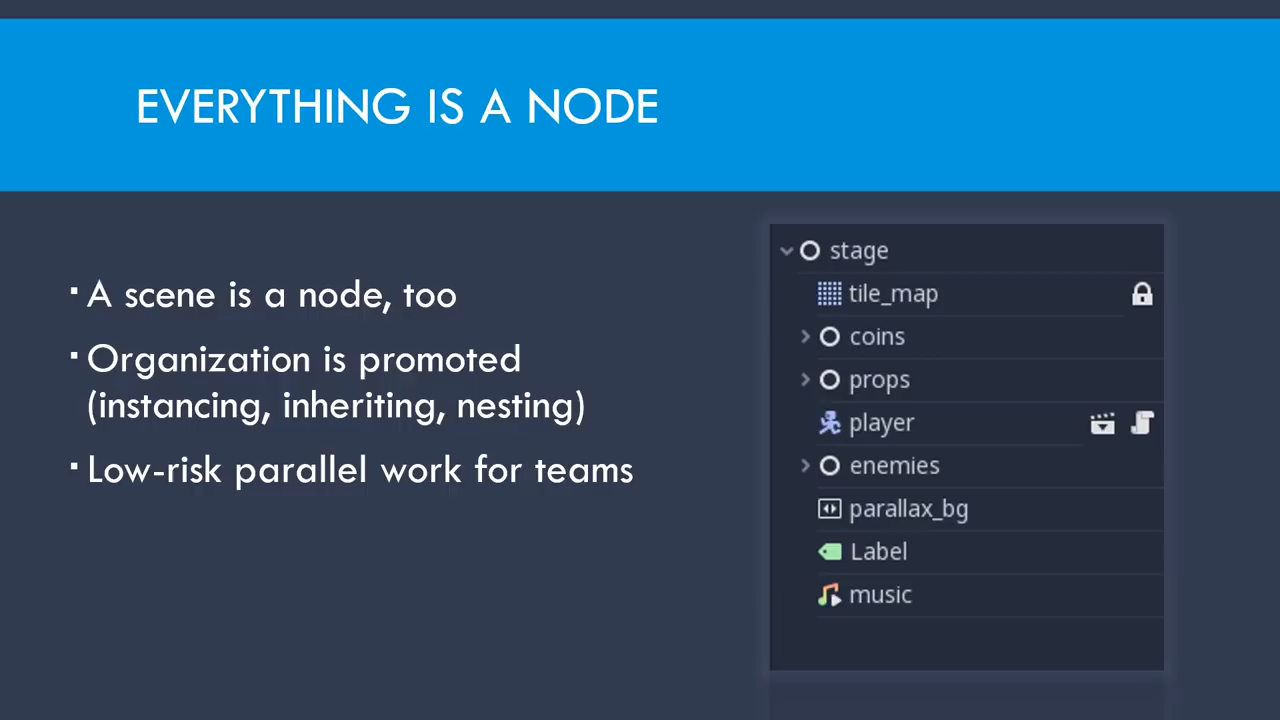 EVERYTHING IS A NODE
A scene is a node, too
Organization is promoted
(instancing, inheriting, nesting)
Low-risk parallel work for teams
stage
tile_map
coins
props
player
enemies
parallax_bg
Label
music